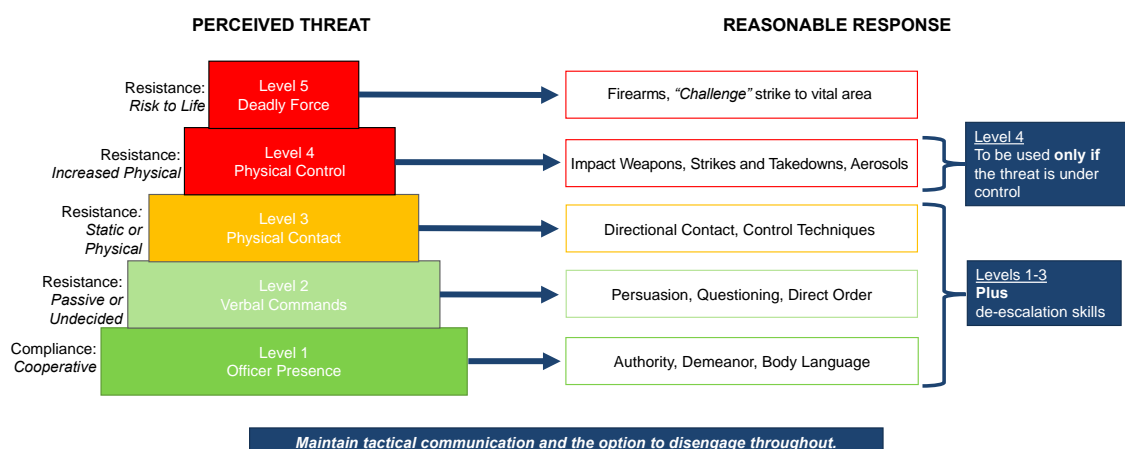 PERCEIVED THREAT
REASONABLE RESPONSE
Resistance:
Risk to Life
Level 5
Deadly Force
Firearms, “Challenge” strike to vital area
Resistance:
Increased Physical
Level 4
Physical Control
Impact Weapons, Strikes and Takedowns, Aerosols
Level 4
To be used only if
the threat is under
control
Resistance:
Static or
Physical
Level 3
Physical Contact
Directional Contact, Control Techniques
Resistance:
Passive or
Undecided
Level 2
Verbal Commands
Persuasion, Questioning, Direct Order
Levels 1-3
Plus
de-escalation skills
Compliance:
Cooperative
Level 1
Officer Presence
Authority, Demeanor, Body Language
Maintain tactical communication and the option to disengage throughout.